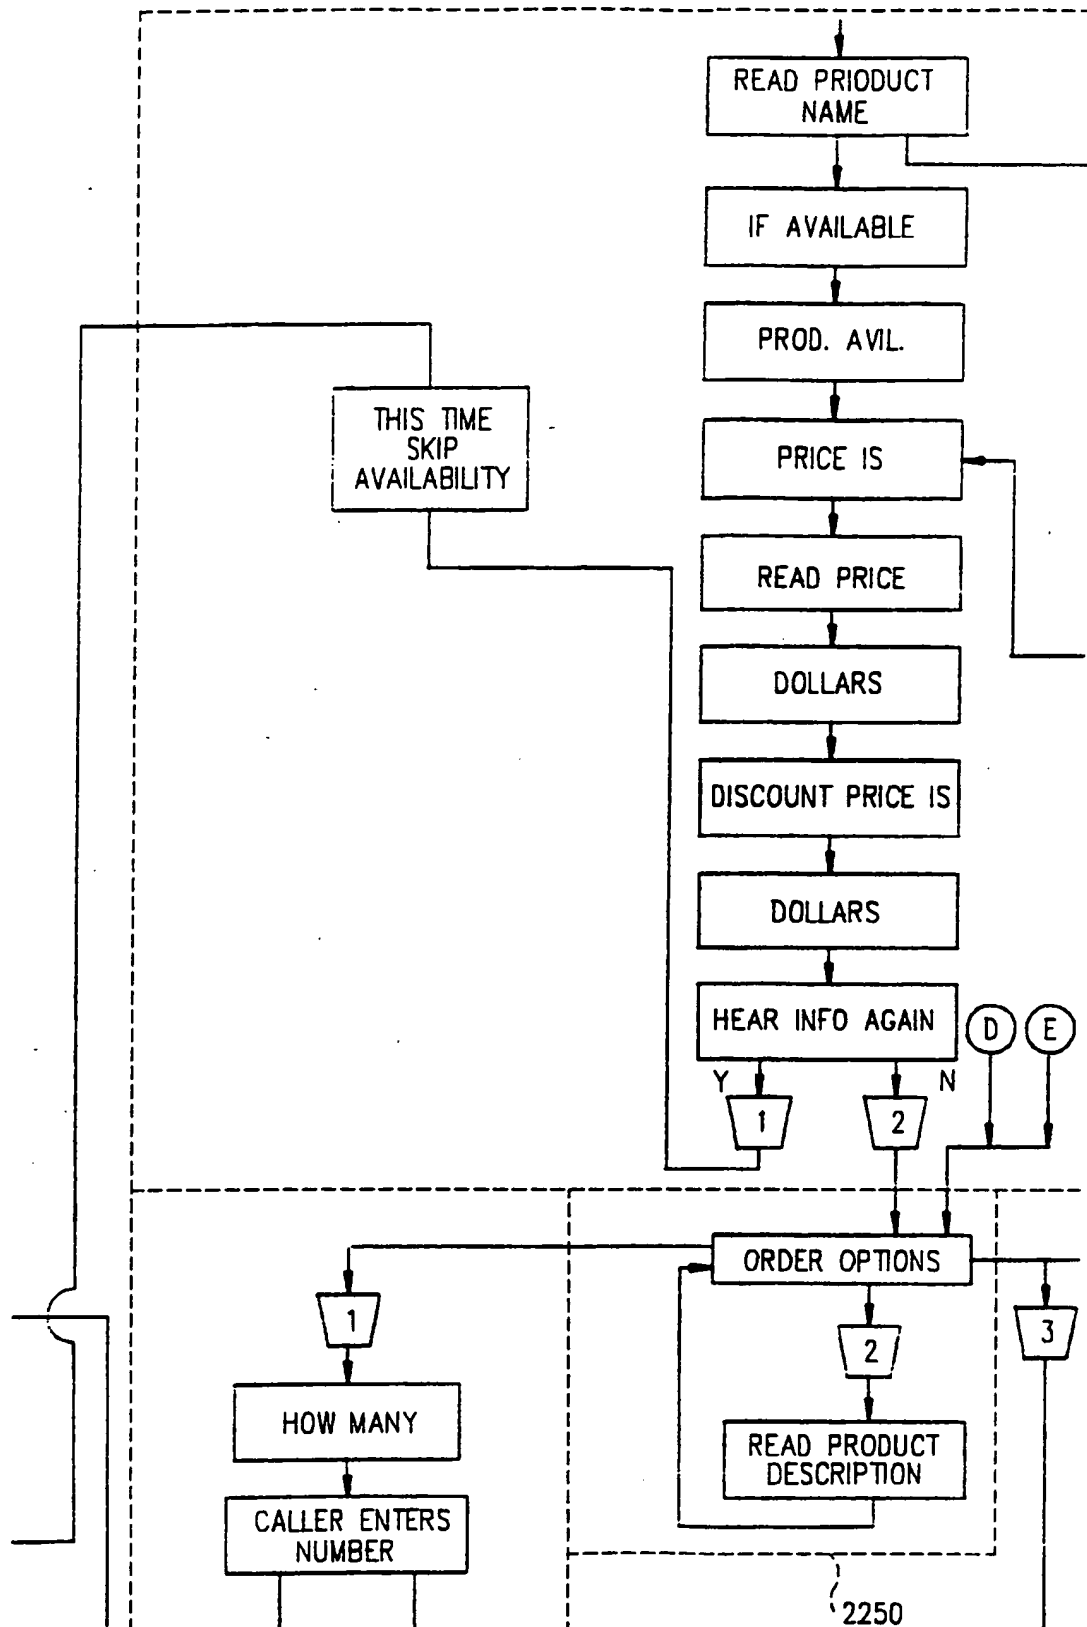 READ PRIODUCT
NAME
IF AVAILABLE
PROD. AVIL.
THIS TIME
SKIP
AVAILABILITY
PRICE IS
READ PRICE
DOLLARS
DISCOUNT PRICE IS
DOLLARS
HEAR INFO AGAIN
D
E
Y
N
1
2
ORDER OPTIONS
1
2
3
HOW MANY
READ PRODUCT
DESCRIPTION
CALLER ENTERS
NUMBER
2250